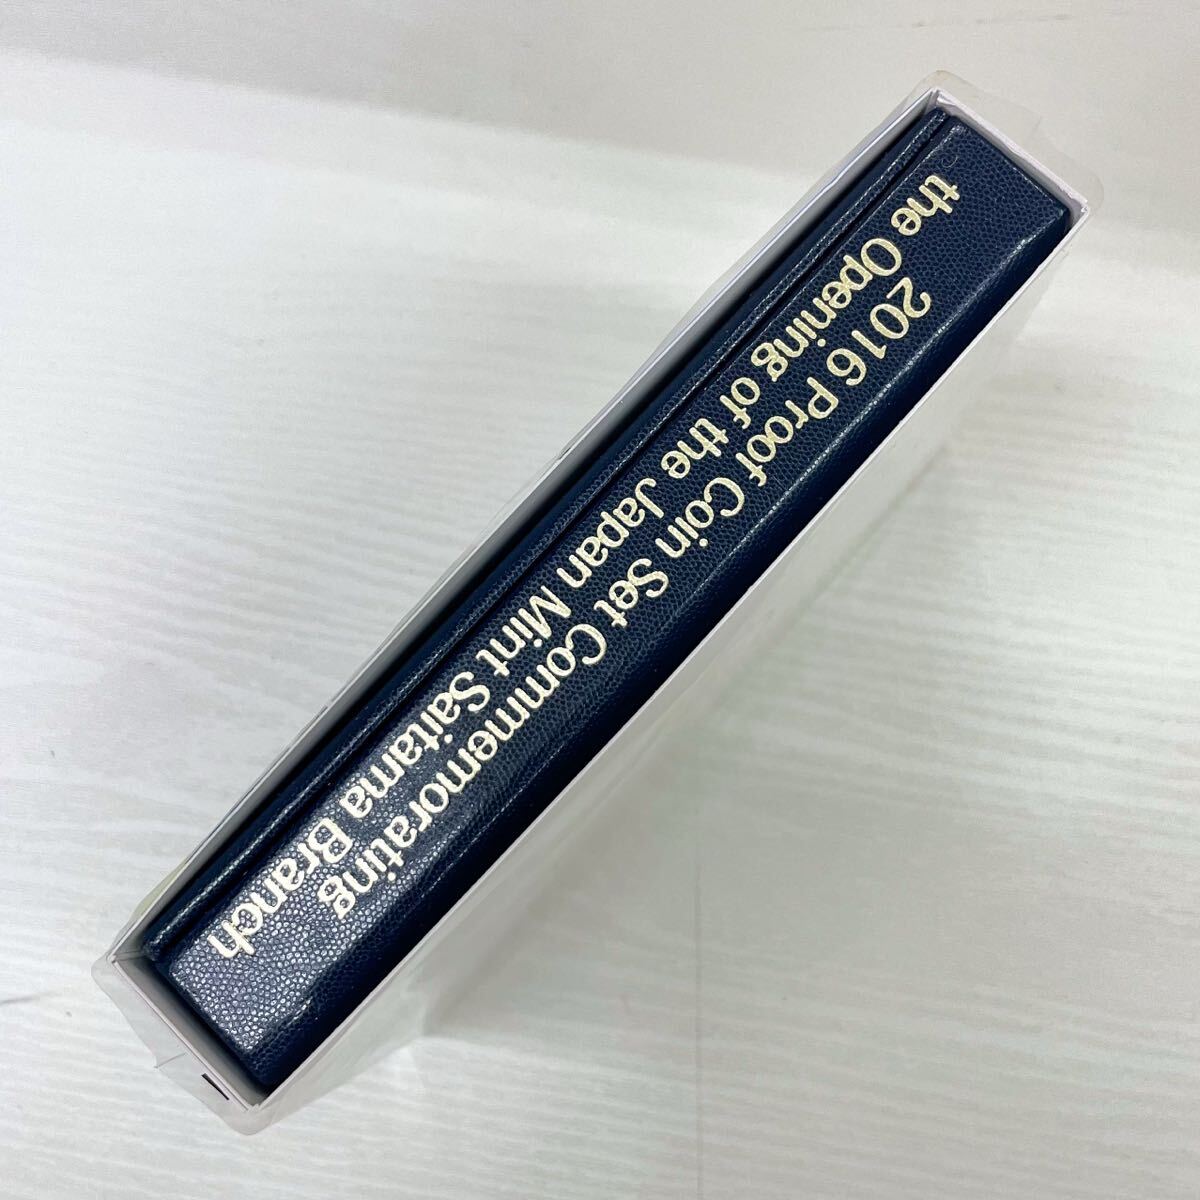 2016 Proof Coin Set Commemorating
the Opening of the Japan Mint Saitama Branch